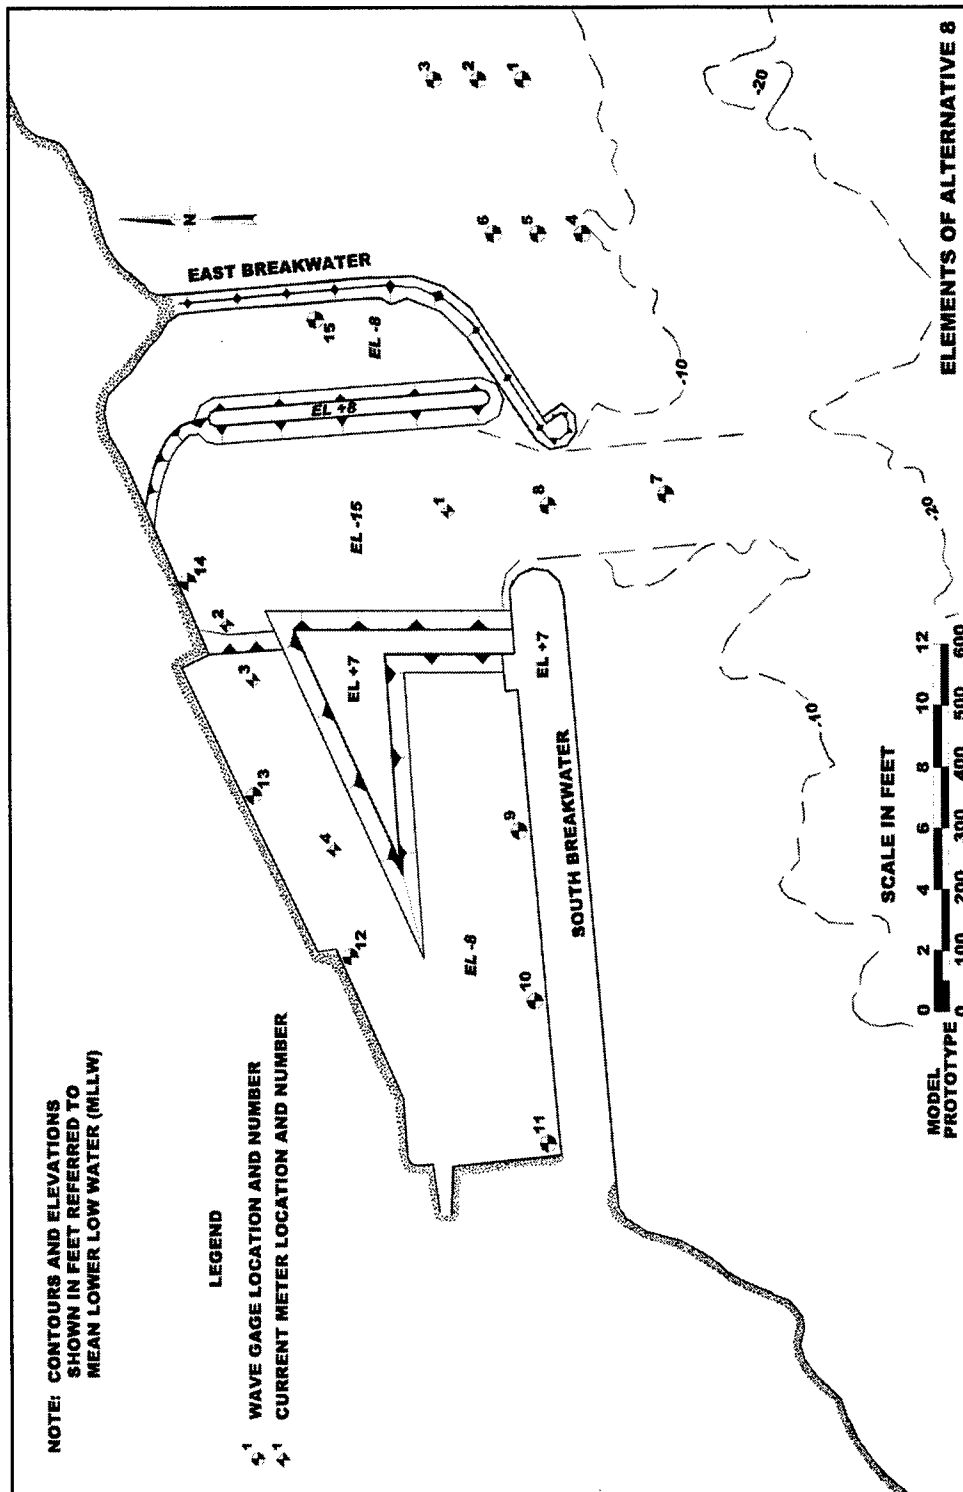 NOTE: CONTOURS AND ELEVATIONS
SHOWN IN FEET REFERRED TO
MEAN LOWER LOW WATER (MLLW)
LEGEND
1 WAVE GAGE LOCATION AND NUMBER
1 CURRENT METER LOCATION AND NUMBER
N
EAST BREAKWATER
15
EL -8
EL +8
14
2
3
EL -15
1
8
7
6
5
4
3
2
1
13
4
12
EL +7
EL +7
9
10
11
EL -8
SOUTH BREAKWATER
-10
-20
-20
-10
SCALE IN FEET
MODEL 0 2 4 6 8 10 12
PROTOTYPE 0 100 200 300 400 500 600
ELEMENTS OF ALTERNATIVE 8